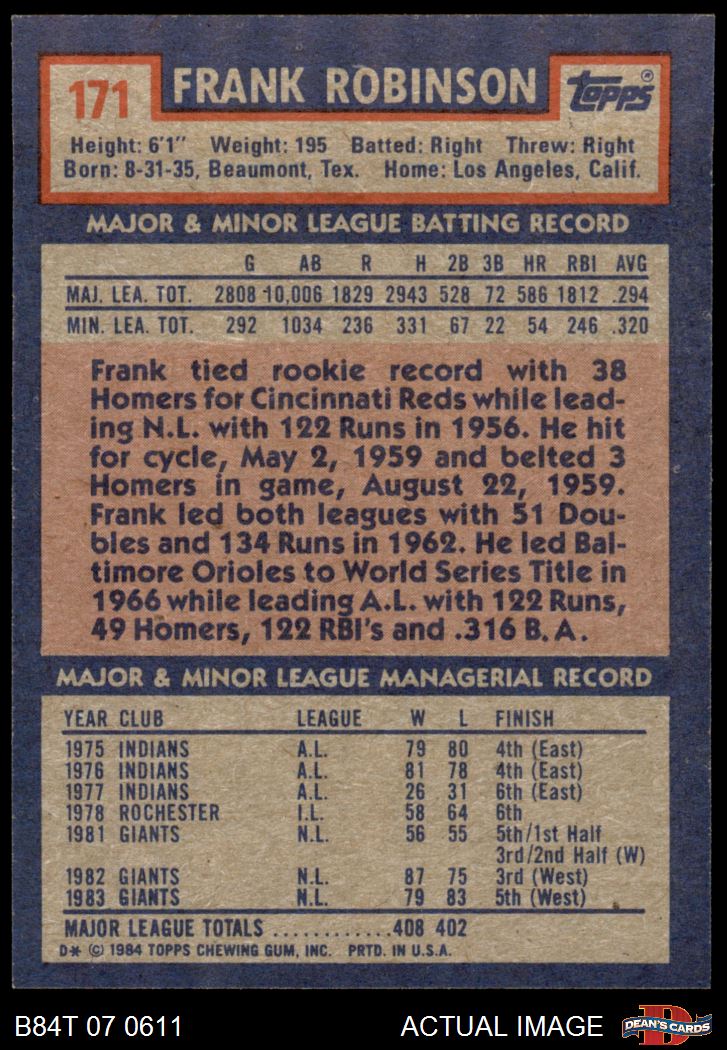 171 FRANK ROBINSON Topps®
Height: 6'1" Weight: 195 Batted: Right Threw: Right
Born: 8-31-35, Beaumont, Tex. Home: Los Angeles, Calif.
MAJOR & MINOR LEAGUE BATTING RECORD
G AB R H 2B 3B HR RBI AVG
MAJ. LEA. TOT. 2808 10,006 1829 2943 528 72 586 1812 .294
MIN. LEA. TOT. 292 1034 236 331 67 22 54 246 .320
Frank tied rookie record with 38
Homers for Cincinnati Reds while lead-
ing N.L. with 122 Runs in 1956. He hit
for cycle, May 2, 1959 and belted 3
Homers in game, August 22, 1959.
Frank led both leagues with 51 Dou-
bles and 134 Runs in 1962. He led Bal-
timore Orioles to World Series Title in
1966 while leading A.L. with 122 Runs,
49 Homers, 122 RBI's and .316 B.A.
MAJOR & MINOR LEAGUE MANAGERIAL RECORD
YEAR CLUB LEAGUE W L FINISH
1975 INDIANS A.L. 79 80 4th (East)
1976 INDIANS A.L. 81 78 4th (East)
1977 INDIANS A.L. 26 31 6th (East)
1978 ROCHESTER I.L. 58 64 6th
1981 GIANTS N.L. 56 55 5th/1st Half
3rd/2nd Half (W)
1982 GIANTS N.L. 87 75 3rd (West)
1983 GIANTS N.L. 79 83 5th (West)
MAJOR LEAGUE TOTALS ............408 402
D* © 1984 TOPPS CHEWING GUM, INC. PRTD. IN U.S.A.
B84T 07 0611 ACTUAL IMAGE D DEAN'S CARDS